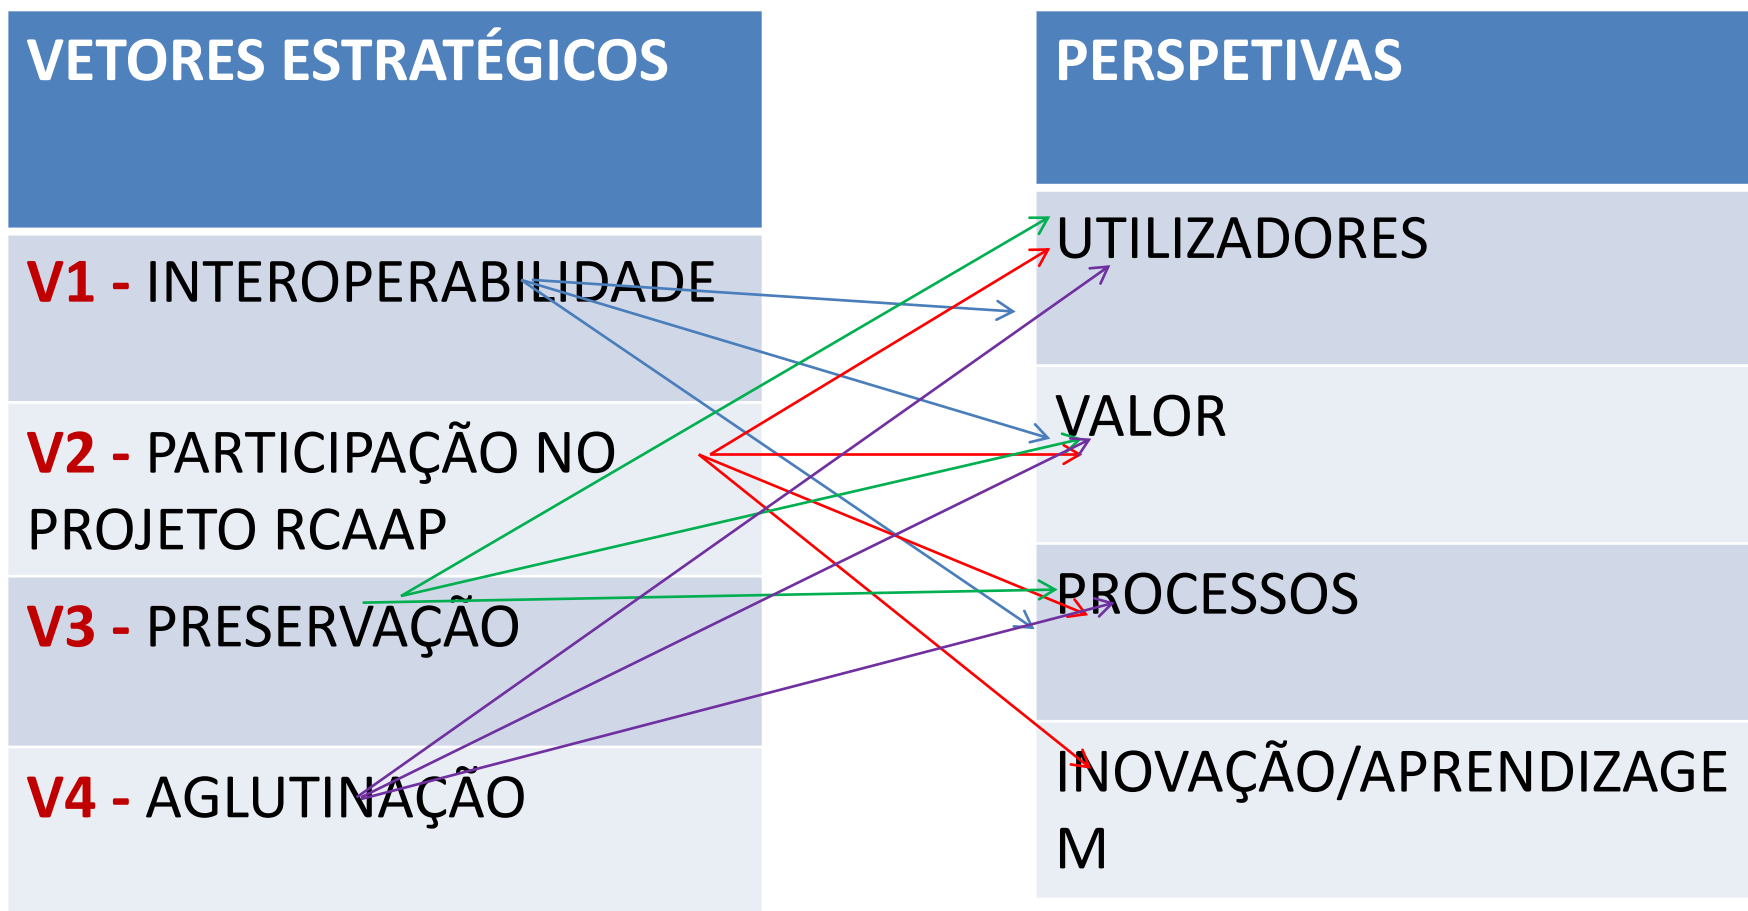 VETORES ESTRATÉGICOS
V1 - INTEROPERABILIDADE
V2 - PARTICIPAÇÃO NO
PROJETO RCAAP
V3 - PRESERVAÇÃO
V4 - AGLUTINAÇÃO
PERSPETIVAS
UTILIZADORES
VALOR
PROCESSOS
INOVAÇÃO/APRENDIZAGE
M